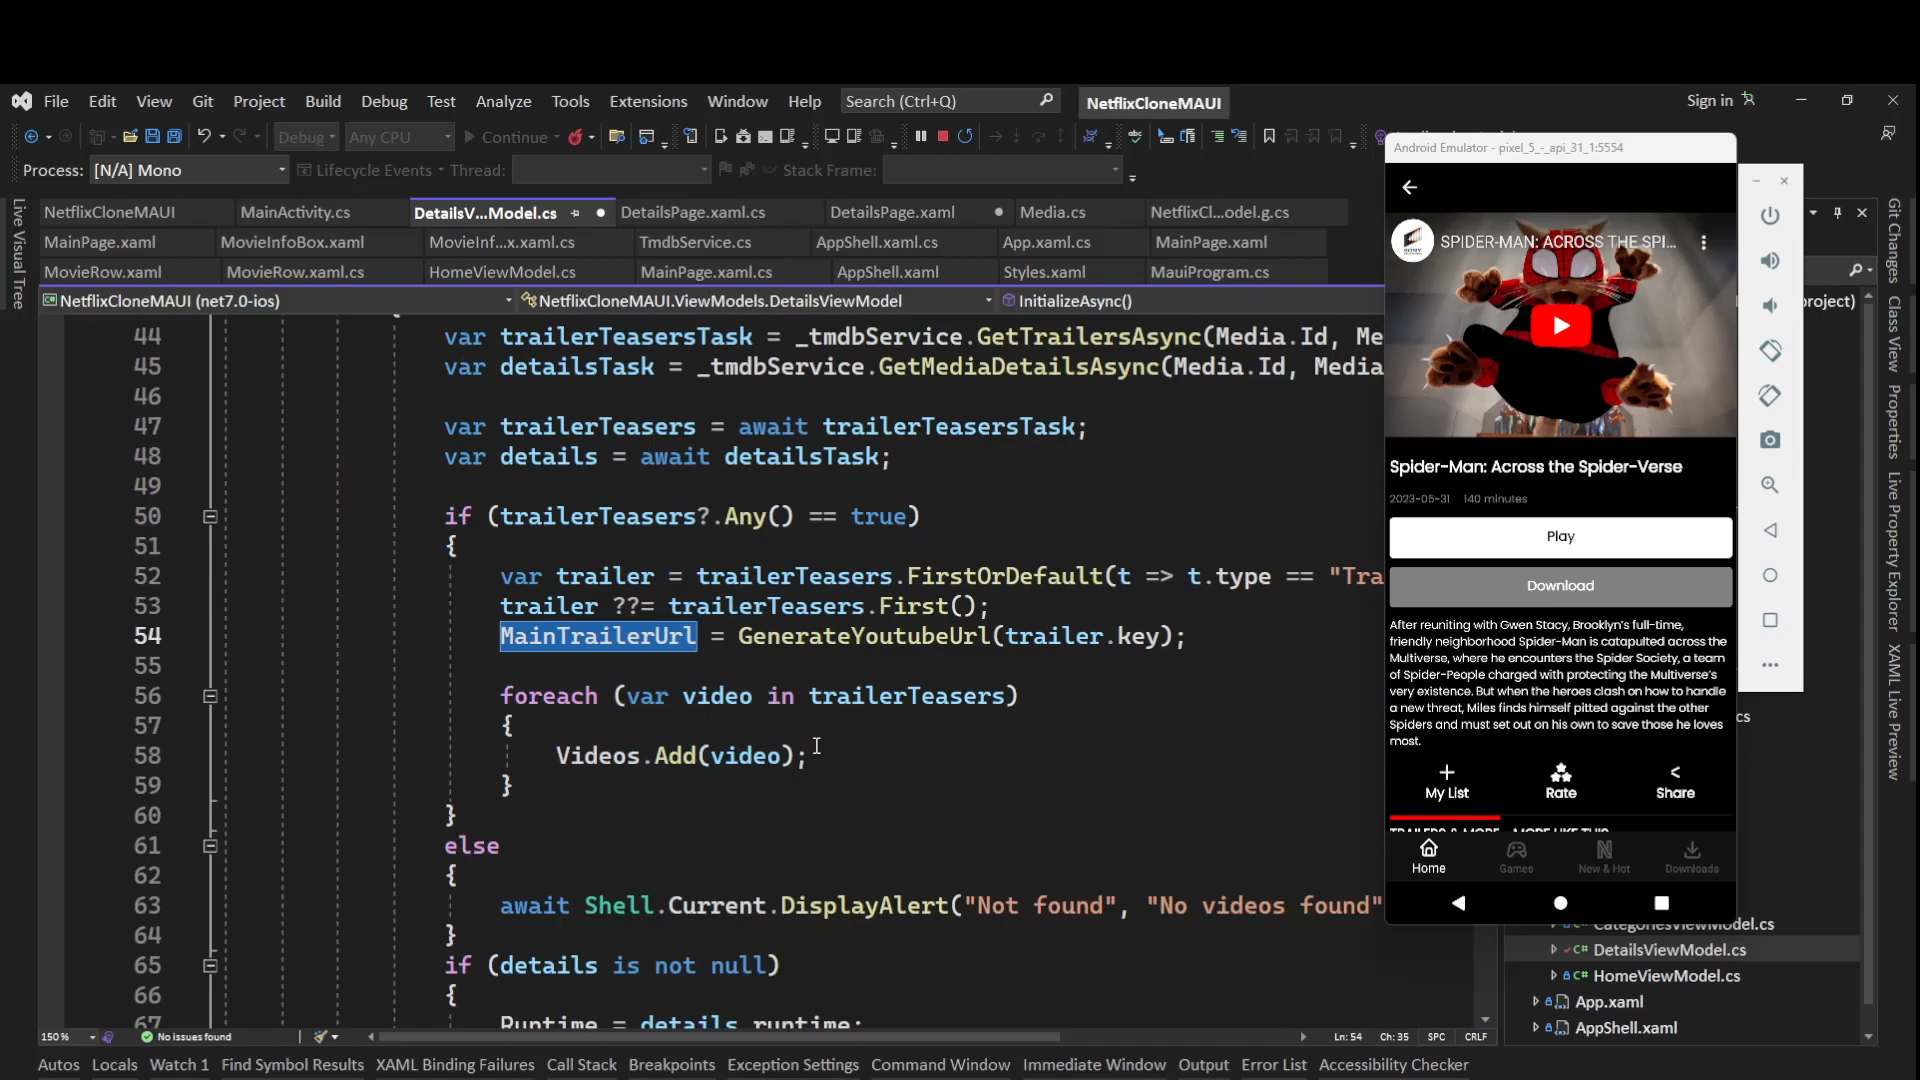 File Edit View Git Project Build Debug Test Analyze Tools Extensions Window Help Search (Ctrl+Q) NetflixCloneMAUI Sign in
Debug Any CPU Continue
Process: [N/A] Mono Lifecycle Events Thread: Stack Frame:
NetflixCloneMAUI MainActivity.cs DetailsV...Model.cs DetailsPage.xaml.cs DetailsPage.xaml Media.cs NetflixCl...odel.g.cs
MainPage.xaml MovieInfoBox.xaml MovieInf...x.xaml.cs TmdbService.cs AppShell.xaml.cs App.xaml.cs MainPage.xaml
MovieRow.xaml MovieRow.xaml.cs HomeViewModel.cs MainPage.xaml.cs AppShell.xaml Styles.xaml MauiProgram.cs
NetflixCloneMAUI (net7.0-ios) NetflixCloneMAUI.ViewModels.DetailsViewModel InitializeAsync()
Live Visual Tree
44 var trailerTeasersTask = _tmdbService.GetTrailersAsync(Media.Id, Me
45 var detailsTask = _tmdbService.GetMediaDetailsAsync(Media.Id, Media
46
47 var trailerTeasers = await trailerTeasersTask;
48 var details = await detailsTask;
49
50 if (trailerTeasers?.Any() == true)
51 {
52 var trailer = trailerTeasers.FirstOrDefault(t => t.type == "Tra
53 trailer ??= trailerTeasers.First();
54 MainTrailerUrl = GenerateYoutubeUrl(trailer.key);
55
56 foreach (var video in trailerTeasers)
57 {
58 Videos.Add(video);
59 }
60 }
61 else
62 {
63 await Shell.Current.DisplayAlert("Not found", "No videos found"
64 }
65 if (details is not null)
66 {
67 Runtime = details.runtime;
150 % No issues found Ln: 54 Ch: 35 SPC CRLF
Autos Locals Watch 1 Find Symbol Results XAML Binding Failures Call Stack Breakpoints Exception Settings Command Window Immediate Window Output Error List Accessibility Checker
Android Emulator - pixel_5_-_api_31_1:5554
SPIDER-MAN: ACROSS THE SPI...
Spider-Man: Across the Spider-Verse
2023-05-31 140 minutes
Play
Download
After reuniting with Gwen Stacy, Brooklyn's full-time,
friendly neighborhood Spider-Man is catapulted across the
Multiverse, where he encounters the Spider Society, a team
of Spider-People charged with protecting the Multiverse's
very existence. But when the heroes clash on how to handle
a new threat, Miles finds himself pitted against the other
Spiders and must set out on his own to save those he loves
most.
My List Rate Share
TRAILERS & MORE MORE LIKE THIS
Home Games New & Hot Downloads
project)
cs
CategoriesViewModel.cs
DetailsViewModel.cs
HomeViewModel.cs
App.xaml
AppShell.xaml
Git Changes
Class View
Properties
Live Property Explorer
XAML Live Preview